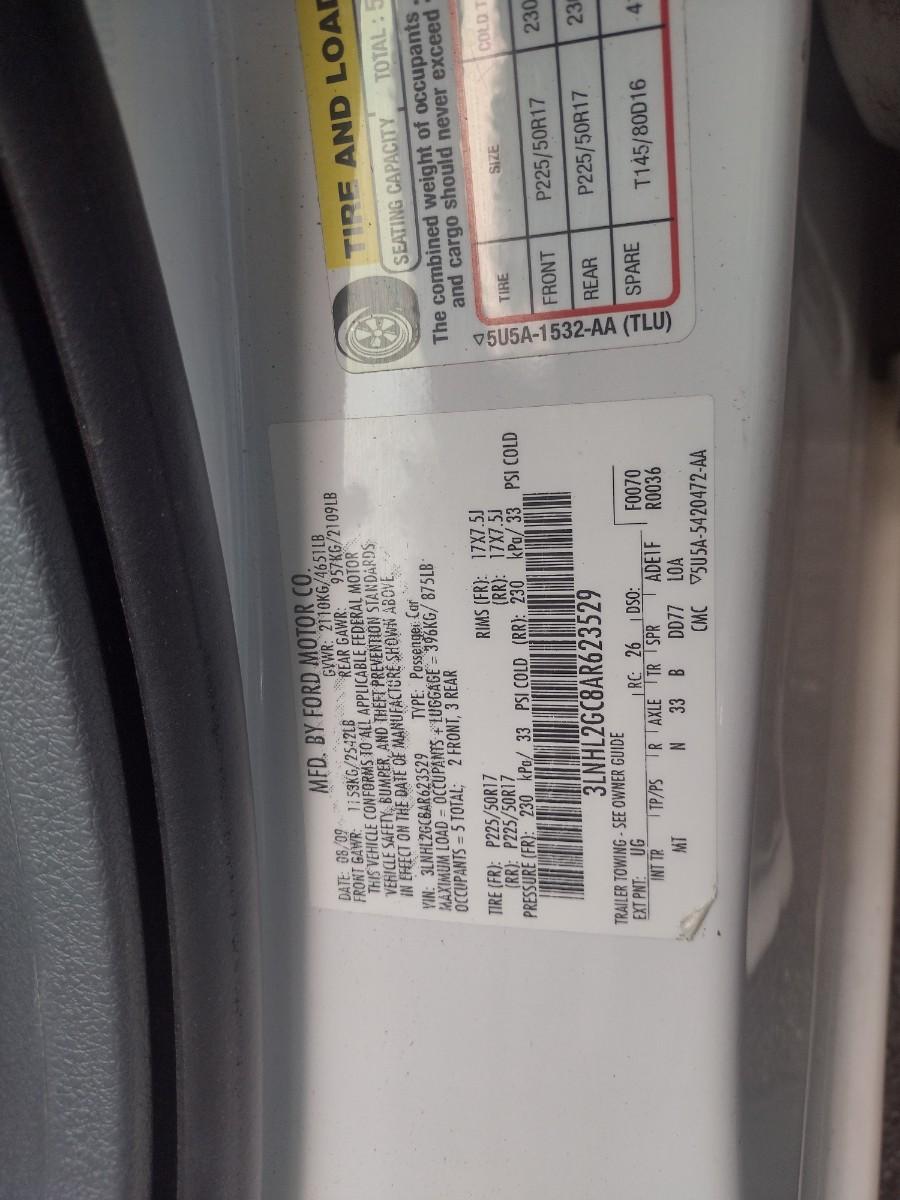 MFD. BY FORD MOTOR CO.
DATE: 08/09 GVWR: 2110KG/4651LB
FRONT GAWR: 1153KG/2542LB REAR GAWR: 957KG/2109LB
THIS VEHICLE CONFORMS TO ALL APPLICABLE FEDERAL MOTOR
VEHICLE SAFETY, BUMPER, AND THEFT PREVENTION STANDARDS
IN EFFECT ON THE DATE OF MANUFACTURE SHOWN ABOVE.
VIN: 3LNHL2GC8AR623529 TYPE: Passenger Car
MAXIMUM LOAD = OCCUPANTS + LUGGAGE = 396KG/ 875LB
OCCUPANTS = 5 TOTAL; 2 FRONT, 3 REAR
TIRE (FR): P225/50R17 RIMS (FR): 17X7.5J
(RR): P225/50R17 (RR): 17X7.5J
PRESSURE (FR): 230 kPa/ 33 PSI COLD (RR): 230 kPa/ 33 PSI COLD
3LNHL2GC8AR623529
TRAILER TOWING - SEE OWNER GUIDE
EXT PNT: UG RC: 26 DSO: F0070
INT TR TP/PS R AXLE TR SPR ADE1F R0036
MT N 33 B DD77 LOA
CMC ▽5U5A-5420472-AA
TIRE AND LOA
SEATING CAPACITY TOTAL : 5
The combined weight of occupants
and cargo should never exceed
TIRE SIZE COLD T
FRONT P225/50R17 230
REAR P225/50R17 23
SPARE T145/80D16
▽5U5A-1532-AA (TLU)